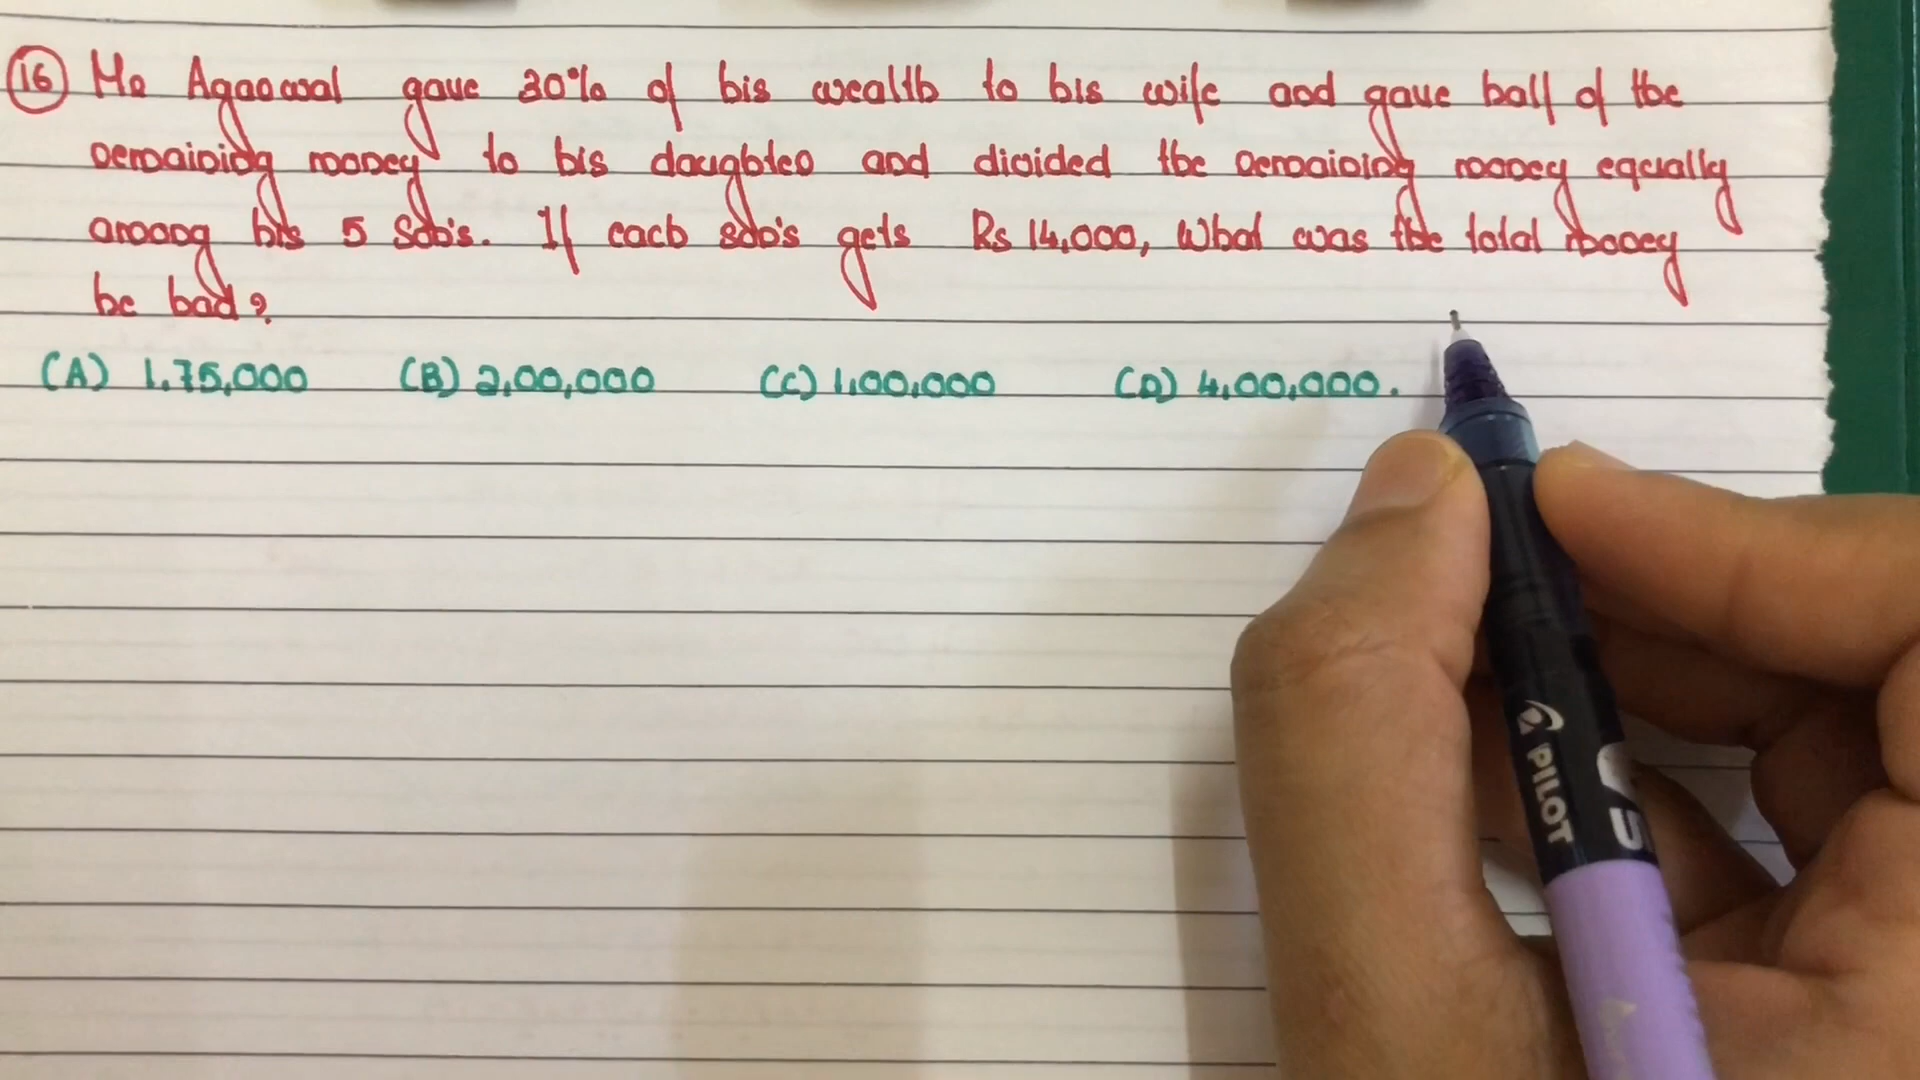 16 Mr Agarwal gave 30% of his wealth to his wife and gave half of the
remaining money to his daughter and divided the remaining money equally
among his 5 Son's. If each son's gets Rs 14,000, What was the total money
he had?
(A) 1,75,000 (B) 2,00,000 (C) 1,00,000 (D) 4,00,000.
PILOT
5